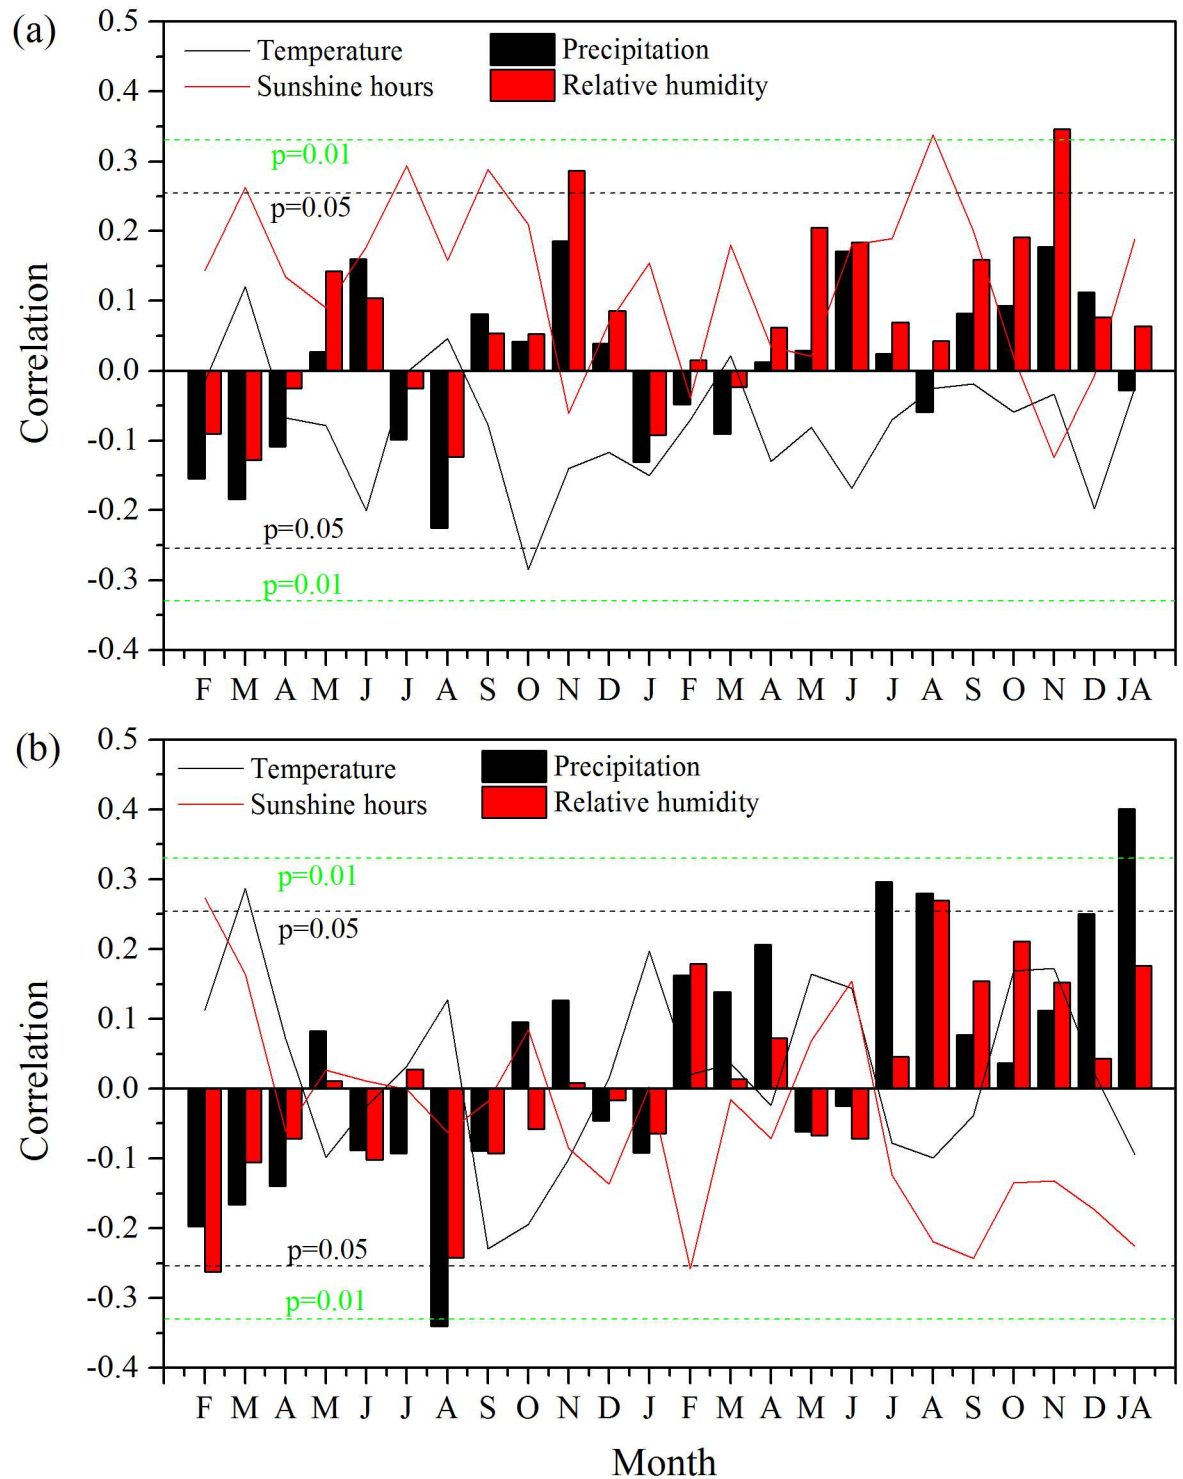 (a)
0.5
0.4
0.3
0.2
0.1
0.0
-0.1
-0.2
-0.3
-0.4
Correlation
Temperature
Sunshine hours
Precipitation
Relative humidity
p=0.01
p=0.05
p=0.05
p=0.01
F M A M J J A S O N D J F M A M J J A S O N D JA
(b)
0.5
0.4
0.3
0.2
0.1
0.0
-0.1
-0.2
-0.3
-0.4
Correlation
Temperature
Sunshine hours
Precipitation
Relative humidity
p=0.01
p=0.05
p=0.05
p=0.01
F M A M J J A S O N D J F M A M J J A S O N D JA
Month